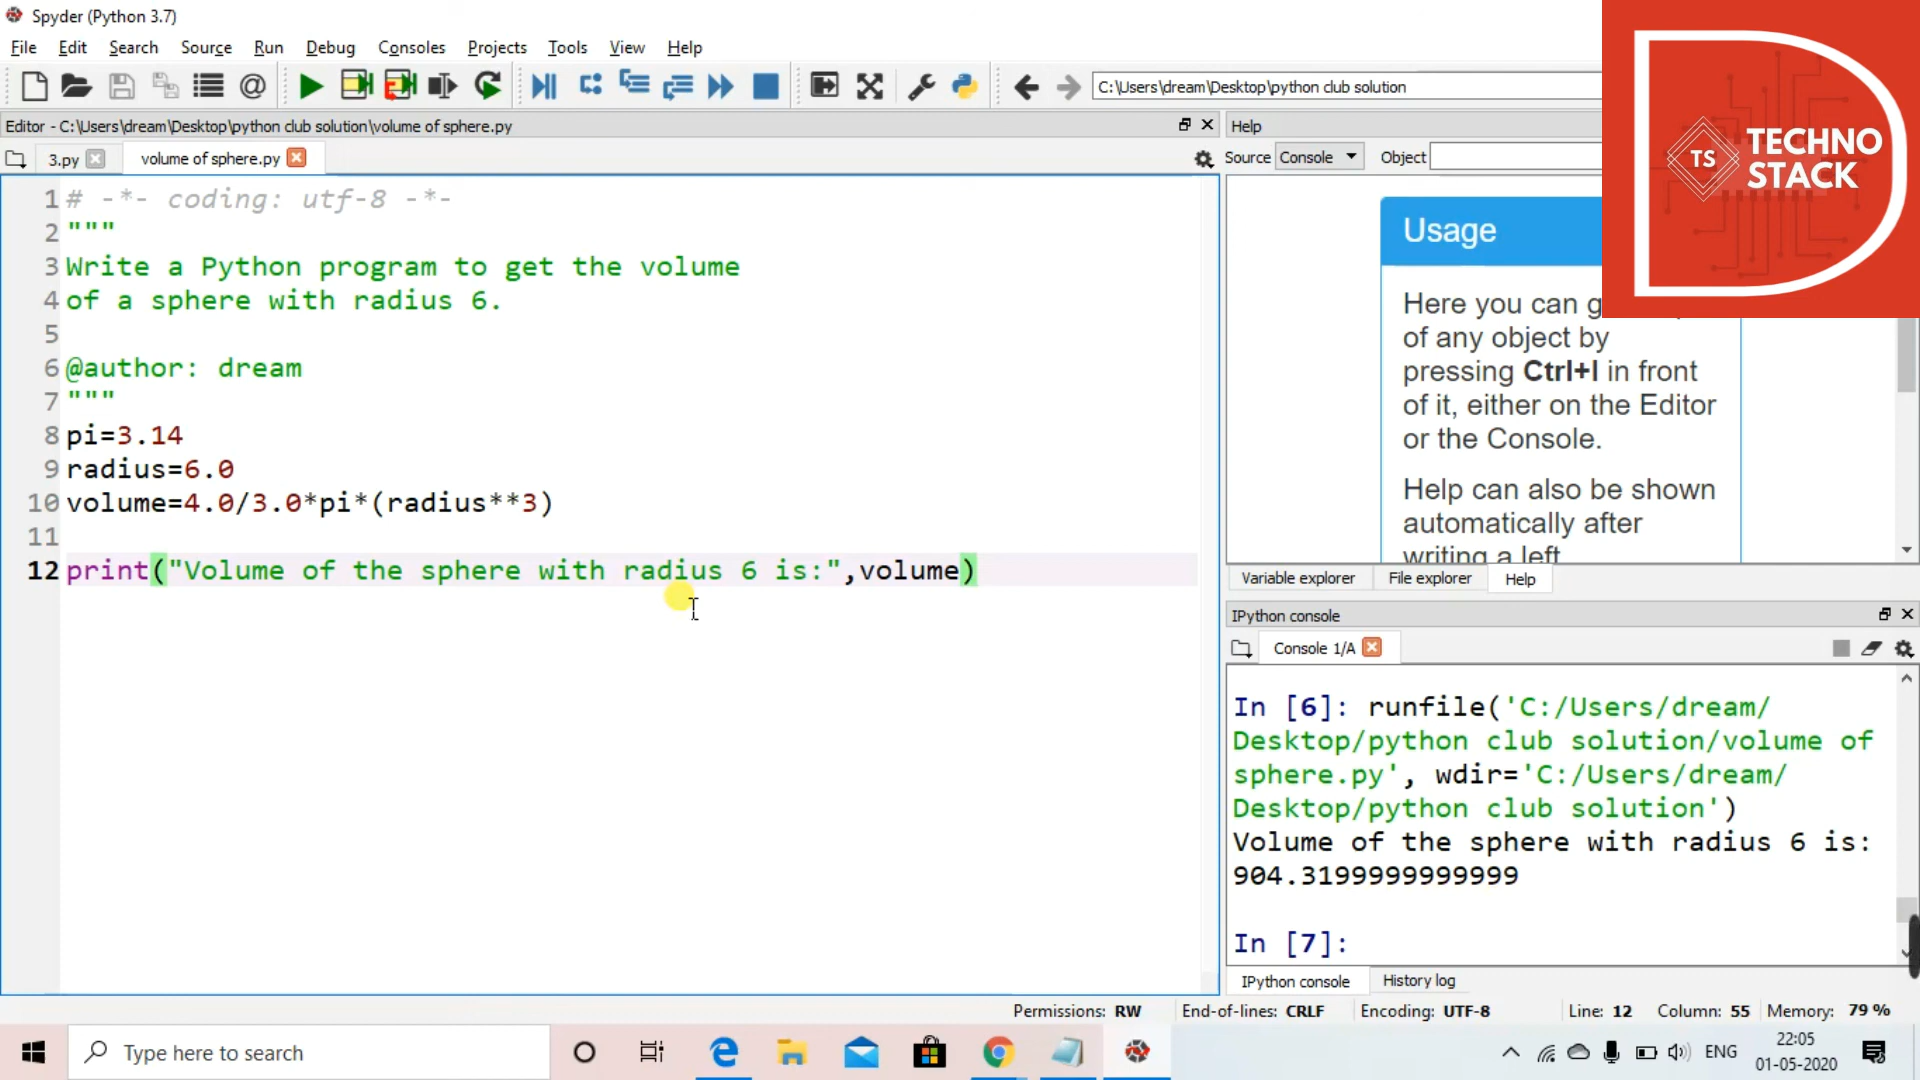 Spyder (Python 3.7)
File Edit Search Source Run Debug Consoles Projects Tools View Help
C:\Users\dream\Desktop\python club solution
Editor - C:\Users\dream\Desktop\python club solution\volume of sphere.py
3.py
volume of sphere.py
1 # -*- coding: utf-8 -*-
2 """
3 Write a Python program to get the volume
4 of a sphere with radius 6.
5
6 @author: dream
7 """
8 pi=3.14
9 radius=6.0
10 volume=4.0/3.0*pi*(radius**3)
11
12 print("Volume of the sphere with radius 6 is:",volume)
Help
Source Console Object
TS TECHNO
STACK
Usage
Here you can g
of any object by
pressing Ctrl+I in front
of it, either on the Editor
or the Console.
Help can also be shown
automatically after
writing a left
Variable explorer File explorer Help
IPython console
Console 1/A
In [6]: runfile('C:/Users/dream/
Desktop/python club solution/volume of
sphere.py', wdir='C:/Users/dream/
Desktop/python club solution')
Volume of the sphere with radius 6 is:
904.3199999999999
In [7]:
IPython console History log
Permissions: RW End-of-lines: CRLF Encoding: UTF-8 Line: 12 Column: 55 Memory: 79 %
Type here to search
ENG
22:05
01-05-2020